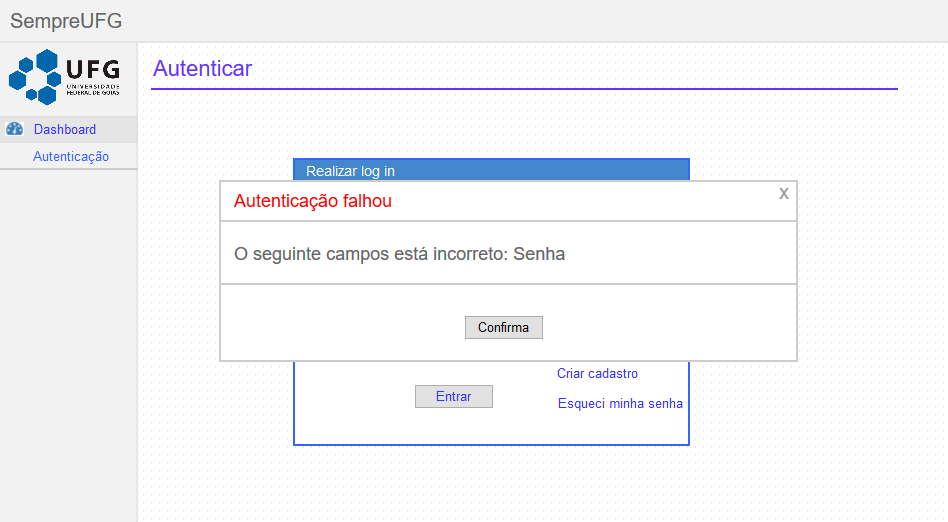 SempreUFG
UFG
UNIVERSIDADE
FEDERAL DE GOIÁS
Dashboard
Autenticação
Autenticar
Realizar log in
Autenticação falhou
X
O seguinte campos está incorreto: Senha
Confirma
Criar cadastro
Entrar
Esqueci minha senha